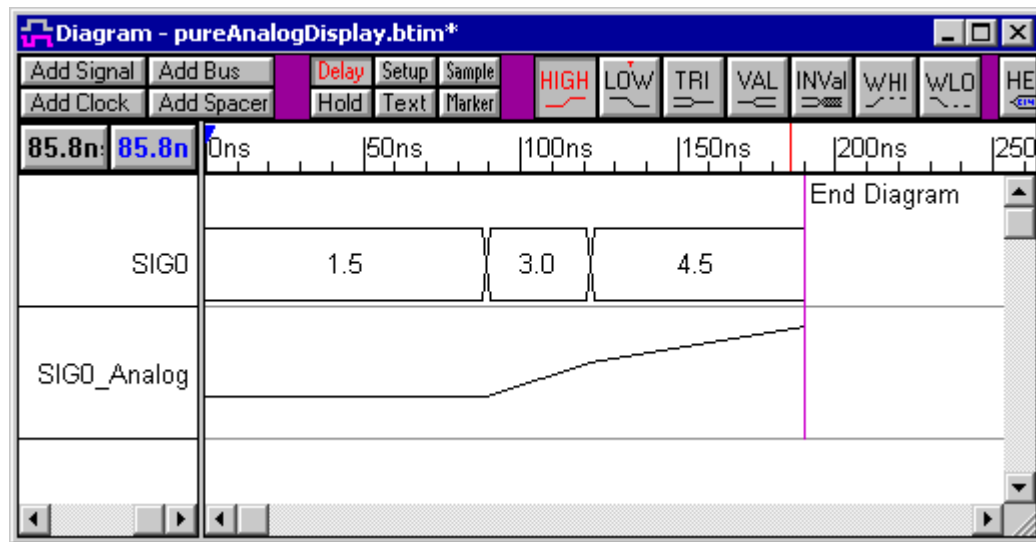 Diagram - pureAnalogDisplay.btim*
Add Signal Add Bus Delay Setup Sample HIGH LOW TRI VAL INVal WHI WLO HE
Add Clock Add Spacer Hold Text Marker
85.8n 85.8n 0ns 50ns 100ns 150ns 200ns 250
End Diagram
SIG0 1.5 3.0 4.5
SIG0_Analog